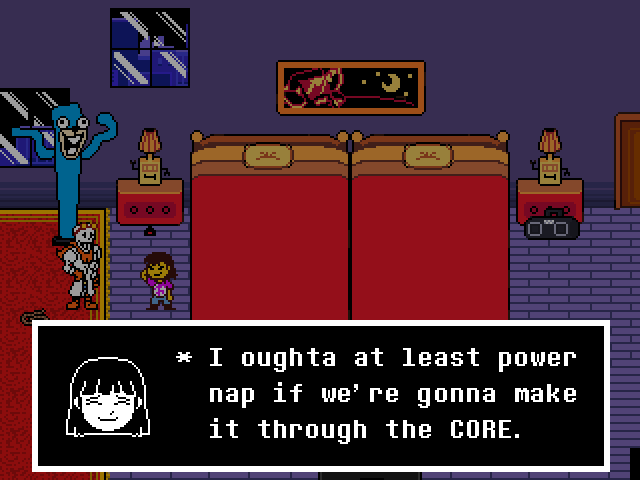 * I oughta at least power
nap if we're gonna make
it through the CORE.